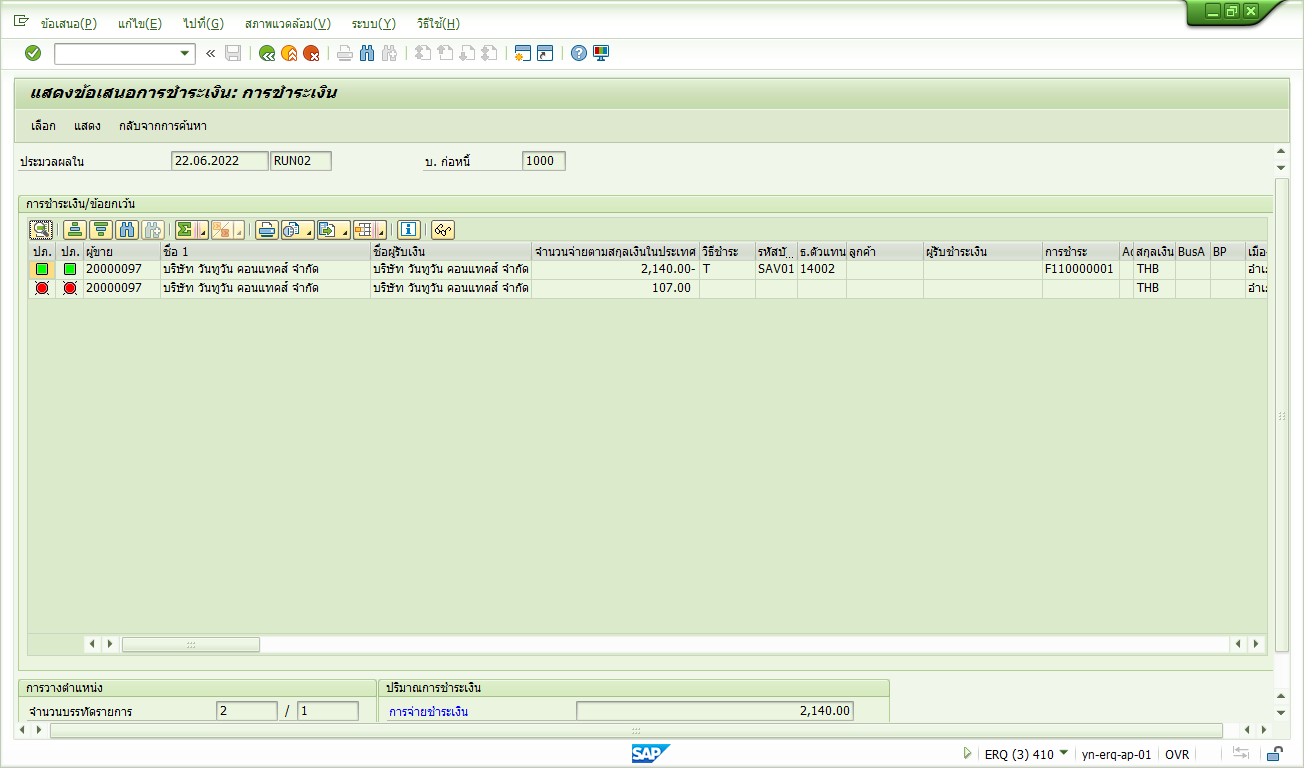 ข้อเสนอ(P) แก้ไข(E) ไปที่(G) สภาพแวดล้อม(V) ระบบ(Y) วิธีใช้(H)
แสดงข้อเสนอการชำระเงิน: การชำระเงิน
เลือก แสดง กลับจากการค้นหา
ประมวลผลใน 22.06.2022 RUN02 บ. ก่อหนี้ 1000
การชำระเงิน/ข้อยกเว้น
ปภ. ปภ. ผู้ขาย ชื่อ 1 ชื่อผู้รับเงิน จำนวนจ่ายตามสกุลเงินในประเทศ วิธีชำระ รหัสบั... ธ.ตัวแทน ลูกค้า ผู้รับชำระเงิน การชำระ Ac สกุลเงิน BusA BP เมือง
20000097 บริษัท วันทูวัน คอนแทคส์ จำกัด บริษัท วันทูวัน คอนแทคส์ จำกัด 2,140.00- T SAV01 14002 F110000001 THB อำเ
20000097 บริษัท วันทูวัน คอนแทคส์ จำกัด บริษัท วันทูวัน คอนแทคส์ จำกัด 107.00 THB อำเ
การวางตำแหน่ง ปริมาณการชำระเงิน
จำนวนบรรทัดรายการ 2 / 1 การจ่ายชำระเงิน 2,140.00
SAP ERQ (3) 410 yn-erq-ap-01 OVR